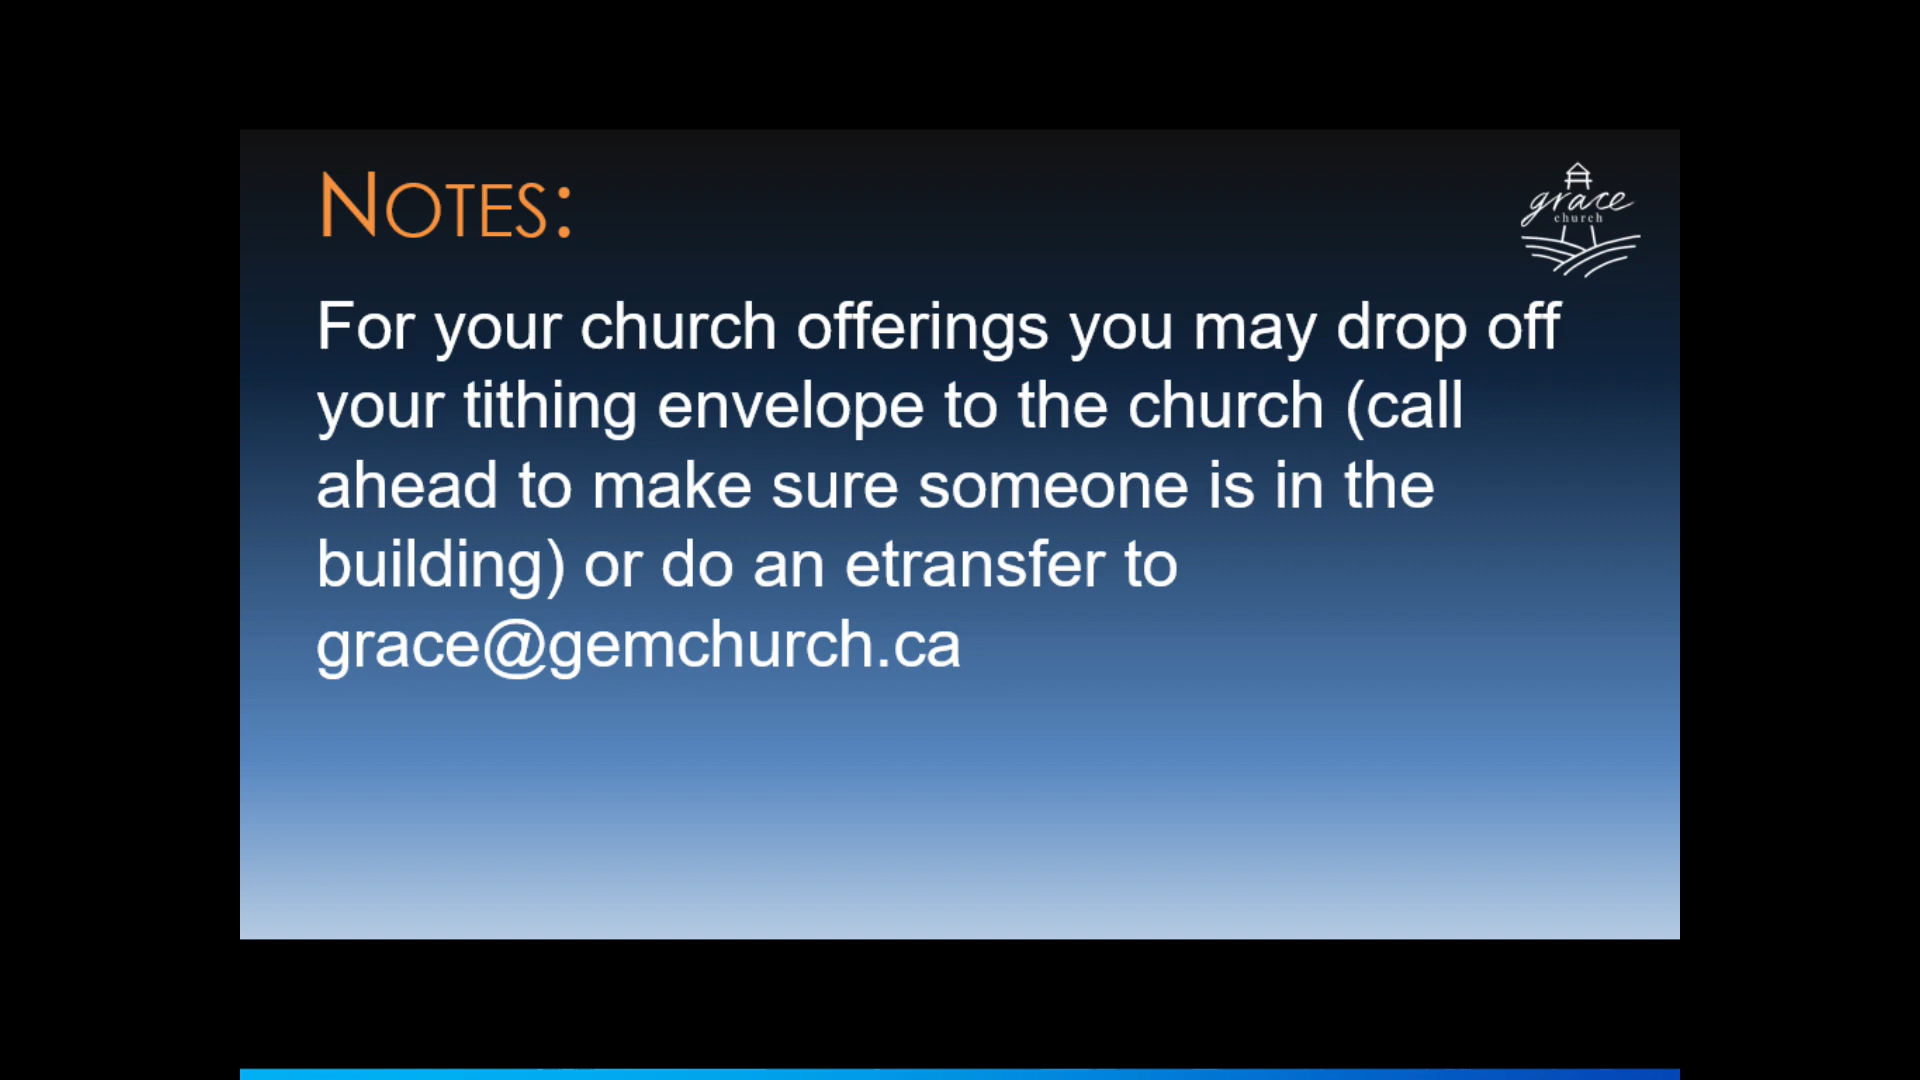 NOTES:
grace
church
For your church offerings you may drop off
your tithing envelope to the church (call
ahead to make sure someone is in the
building) or do an etransfer to
grace@gemchurch.ca